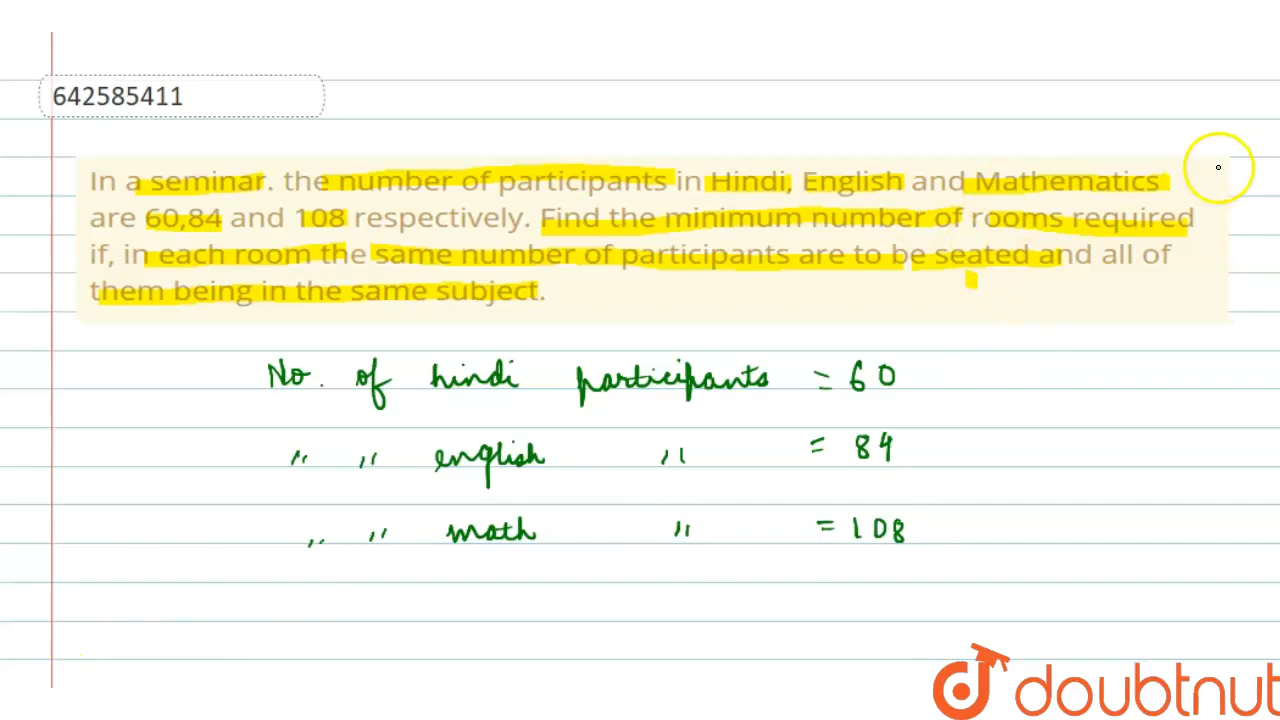 642585411
In a seminar. the number of participants in Hindi, English and Mathematics
are 60,84 and 108 respectively. Find the minimum number of rooms required
if, in each room the same number of participants are to be seated and all of
them being in the same subject.
No. of hindi participants = 60
〃 〃 english 〃 = 84
〃 〃 math 〃 = 108
doubtnut